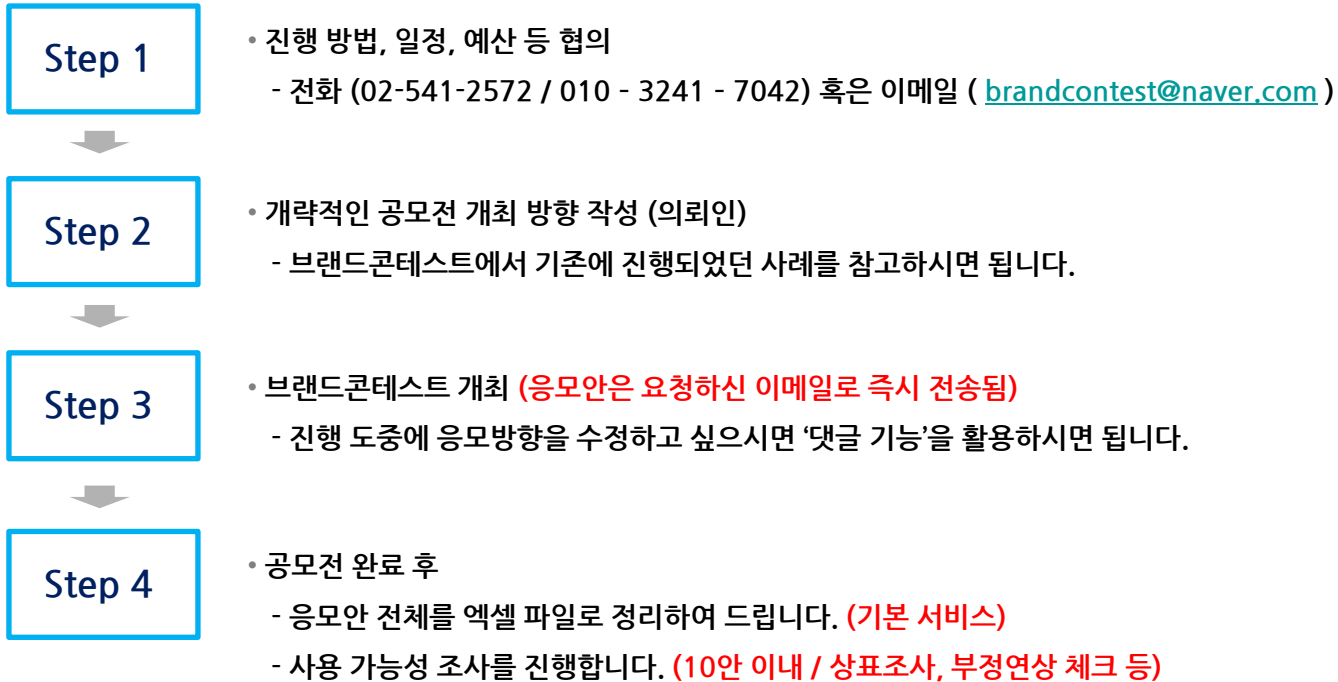 Step 1
• 진행 방법, 일정, 예산 등 협의
- 전화 (02-541-2572 / 010 - 3241 - 7042) 혹은 이메일 ( brandcontest@naver.com )
Step 2
• 개략적인 공모전 개최 방향 작성 (의뢰인)
- 브랜드콘테스트에서 기존에 진행되었던 사례를 참고하시면 됩니다.
Step 3
• 브랜드콘테스트 개최 (응모안은 요청하신 이메일로 즉시 전송됨)
- 진행 도중에 응모방향을 수정하고 싶으시면 ‘댓글 기능’을 활용하시면 됩니다.
Step 4
• 공모전 완료 후
- 응모안 전체를 엑셀 파일로 정리하여 드립니다. (기본 서비스)
- 사용 가능성 조사를 진행합니다. (10안 이내 / 상표조사, 부정연상 체크 등)